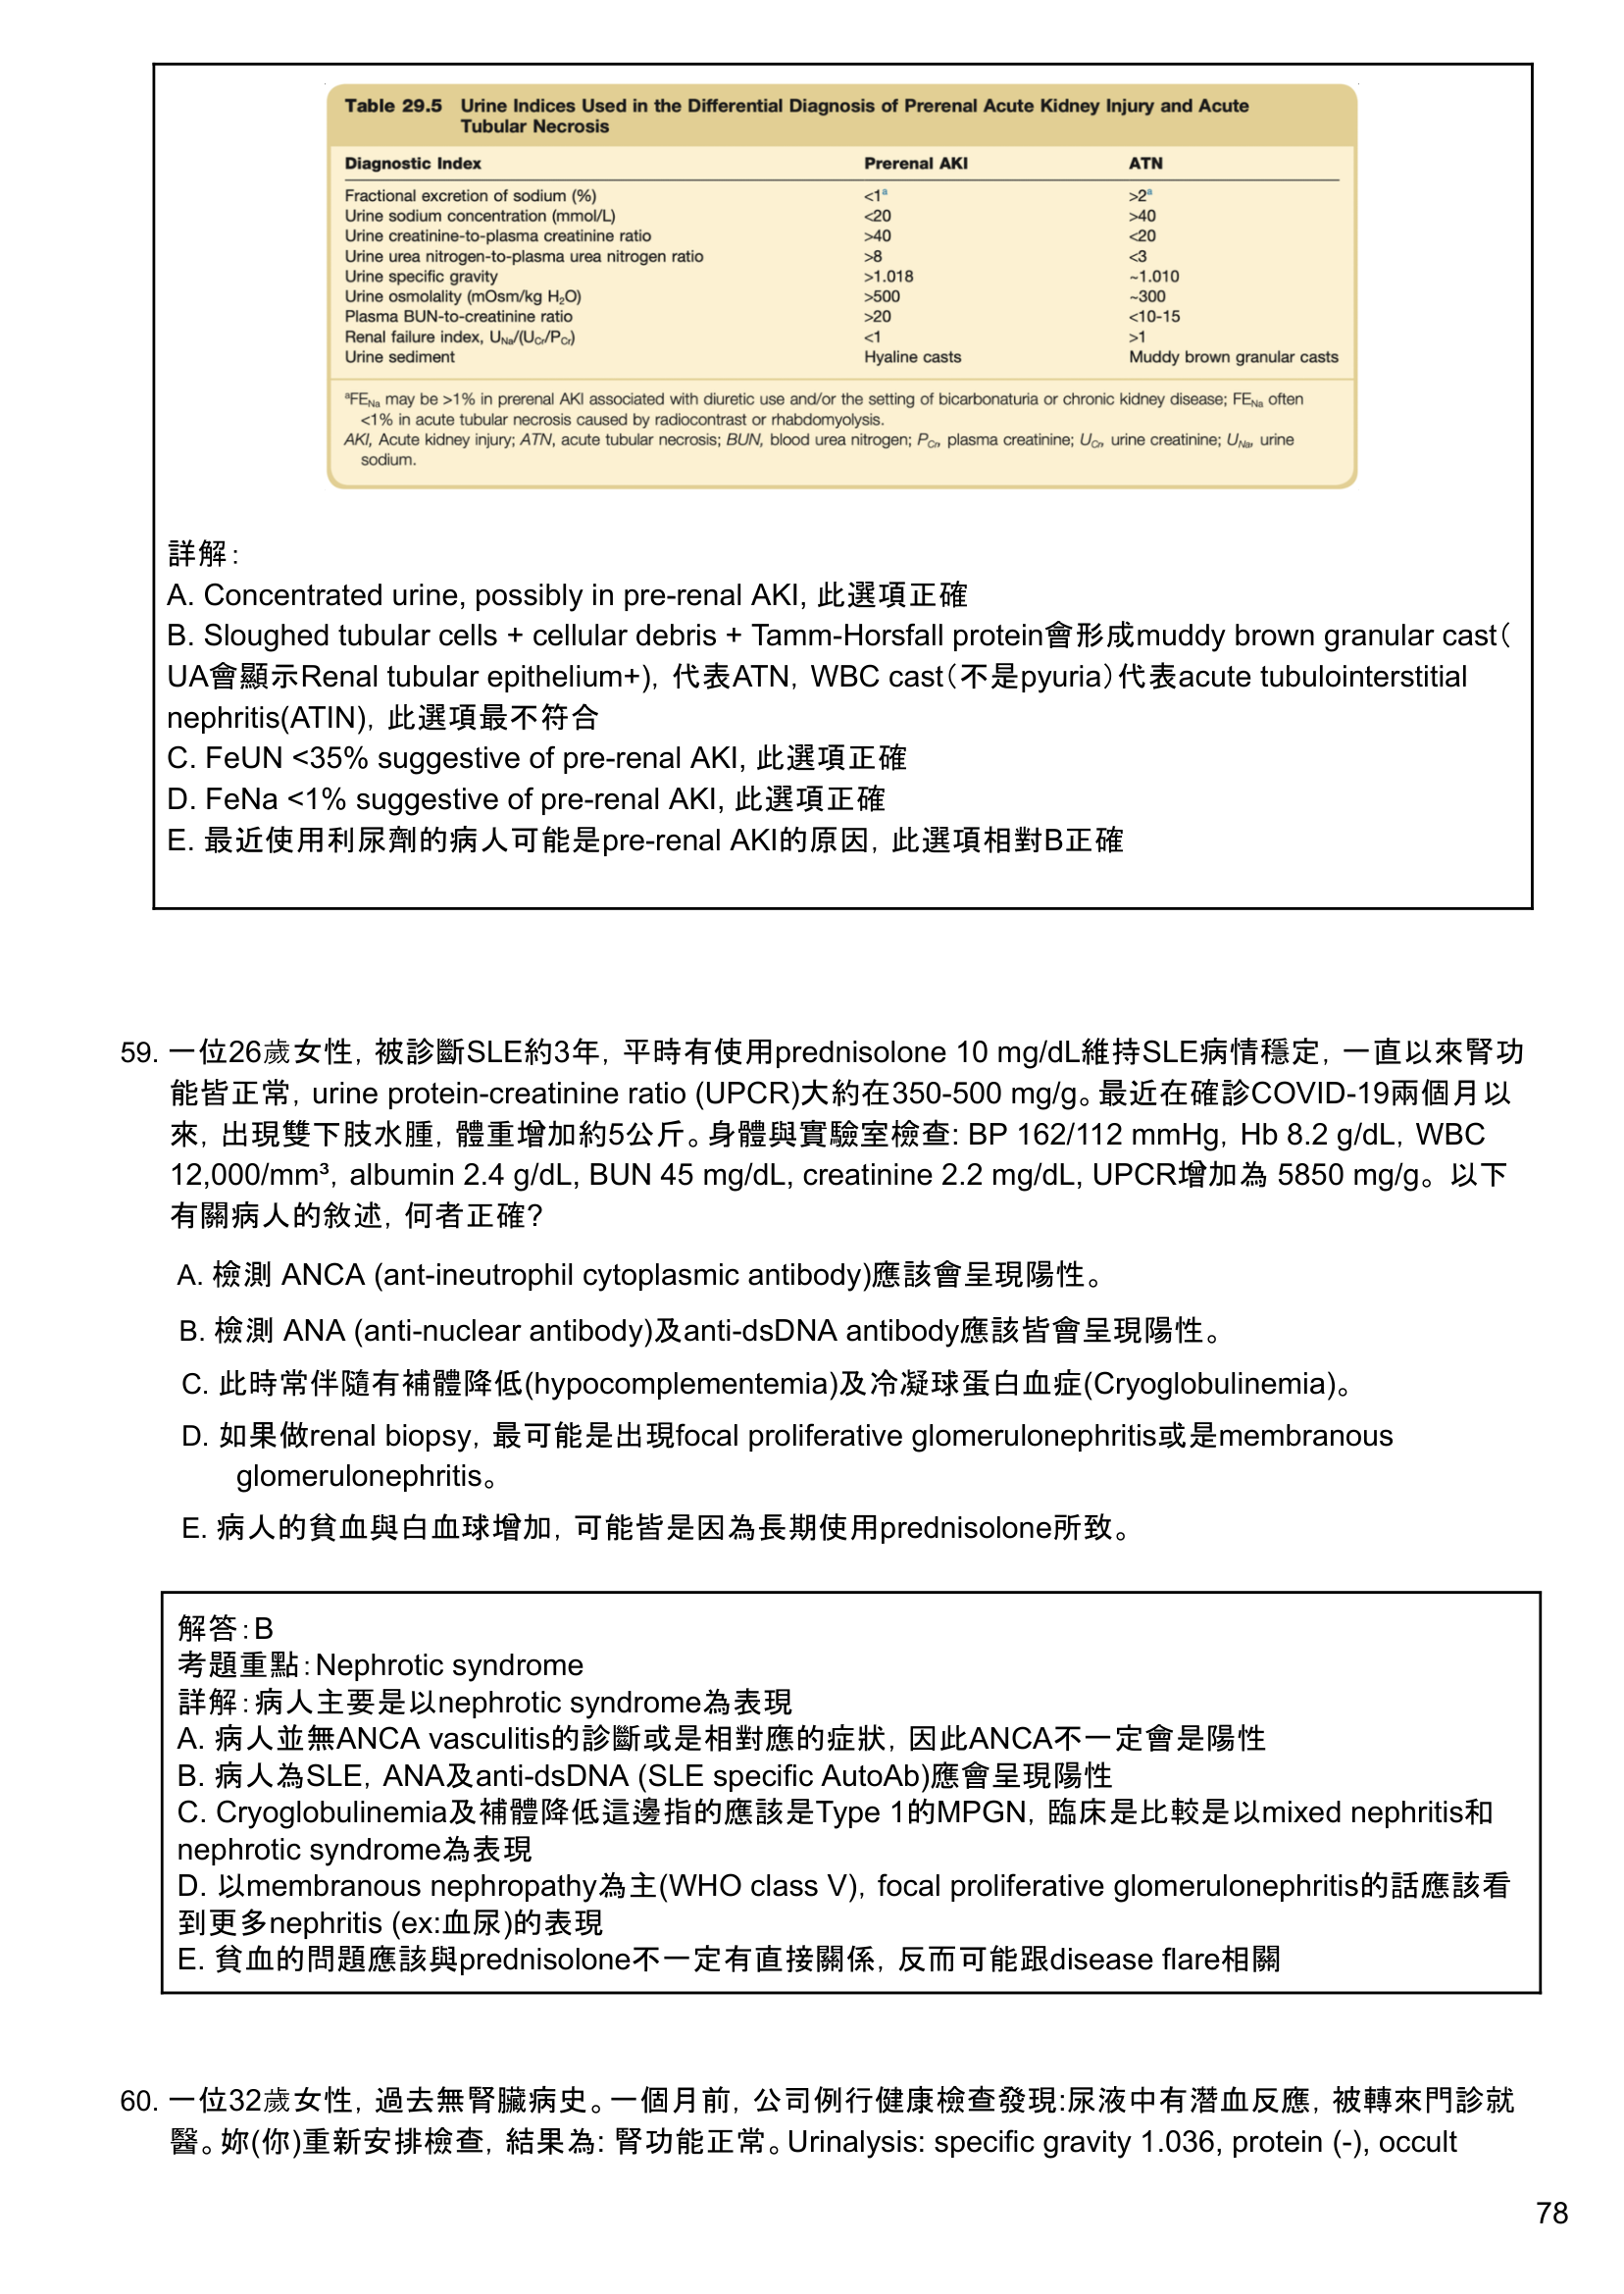 Table 29.5 Urine Indices Used in the Differential Diagnosis of Prerenal Acute Kidney Injury and Acute
Tubular Necrosis
Diagnostic Index Prerenal AKI ATN
Fractional excretion of sodium (%) <1ᵃ >2ᵃ
Urine sodium concentration (mmol/L) <20 >40
Urine creatinine-to-plasma creatinine ratio >40 <20
Urine urea nitrogen-to-plasma urea nitrogen ratio >8 <3
Urine specific gravity >1.018 ~1.010
Urine osmolality (mOsm/kg H₂O) >500 ~300
Plasma BUN-to-creatinine ratio >20 <10-15
Renal failure index, UNa/(UCr/PCr) <1 >1
Urine sediment Hyaline casts Muddy brown granular casts
ᵃFENa may be >1% in prerenal AKI associated with diuretic use and/or the setting of bicarbonaturia or chronic kidney disease; FENa often
<1% in acute tubular necrosis caused by radiocontrast or rhabdomyolysis.
AKI, Acute kidney injury; ATN, acute tubular necrosis; BUN, blood urea nitrogen; PCr, plasma creatinine; UCr, urine creatinine; UNa, urine
sodium.
詳解：
A. Concentrated urine, possibly in pre-renal AKI, 此選項正確
B. Sloughed tubular cells + cellular debris + Tamm-Horsfall protein會形成muddy brown granular cast（
UA會顯示Renal tubular epithelium+)，代表ATN，WBC cast（不是pyuria）代表acute tubulointerstitial
nephritis(ATIN)，此選項最不符合
C. FeUN <35% suggestive of pre-renal AKI, 此選項正確
D. FeNa <1% suggestive of pre-renal AKI, 此選項正確
E. 最近使用利尿劑的病人可能是pre-renal AKI的原因，此選項相對B正確
59. 一位26歲女性，被診斷SLE約3年，平時有使用prednisolone 10 mg/dL維持SLE病情穩定，一直以來腎功
能皆正常，urine protein-creatinine ratio (UPCR)大約在350-500 mg/g。最近在確診COVID-19兩個月以
來，出現雙下肢水腫，體重增加約5公斤。身體與實驗室檢查: BP 162/112 mmHg，Hb 8.2 g/dL，WBC
12,000/mm³，albumin 2.4 g/dL, BUN 45 mg/dL, creatinine 2.2 mg/dL, UPCR增加為 5850 mg/g。以下
有關病人的敘述，何者正確?
A. 檢測 ANCA (ant-ineutrophil cytoplasmic antibody)應該會呈現陽性。
B. 檢測 ANA (anti-nuclear antibody)及anti-dsDNA antibody應該皆會呈現陽性。
C. 此時常伴隨有補體降低(hypocomplementemia)及冷凝球蛋白血症(Cryoglobulinemia)。
D. 如果做renal biopsy，最可能是出現focal proliferative glomerulonephritis或是membranous
glomerulonephritis。
E. 病人的貧血與白血球增加，可能皆是因為長期使用prednisolone所致。
解答：B
考題重點：Nephrotic syndrome
詳解：病人主要是以nephrotic syndrome為表現
A. 病人並無ANCA vasculitis的診斷或是相對應的症狀，因此ANCA不一定會是陽性
B. 病人為SLE，ANA及anti-dsDNA (SLE specific AutoAb)應會呈現陽性
C. Cryoglobulinemia及補體降低這邊指的應該是Type 1的MPGN，臨床是比較是以mixed nephritis和
nephrotic syndrome為表現
D. 以membranous nephropathy為主(WHO class V)，focal proliferative glomerulonephritis的話應該看
到更多nephritis (ex:血尿)的表現
E. 貧血的問題應該與prednisolone不一定有直接關係，反而可能跟disease flare相關
60. 一位32歲女性，過去無腎臟病史。一個月前，公司例行健康檢查發現:尿液中有潛血反應，被轉來門診就
醫。妳(你)重新安排檢查，結果為: 腎功能正常。Urinalysis: specific gravity 1.036, protein (-), occult
78